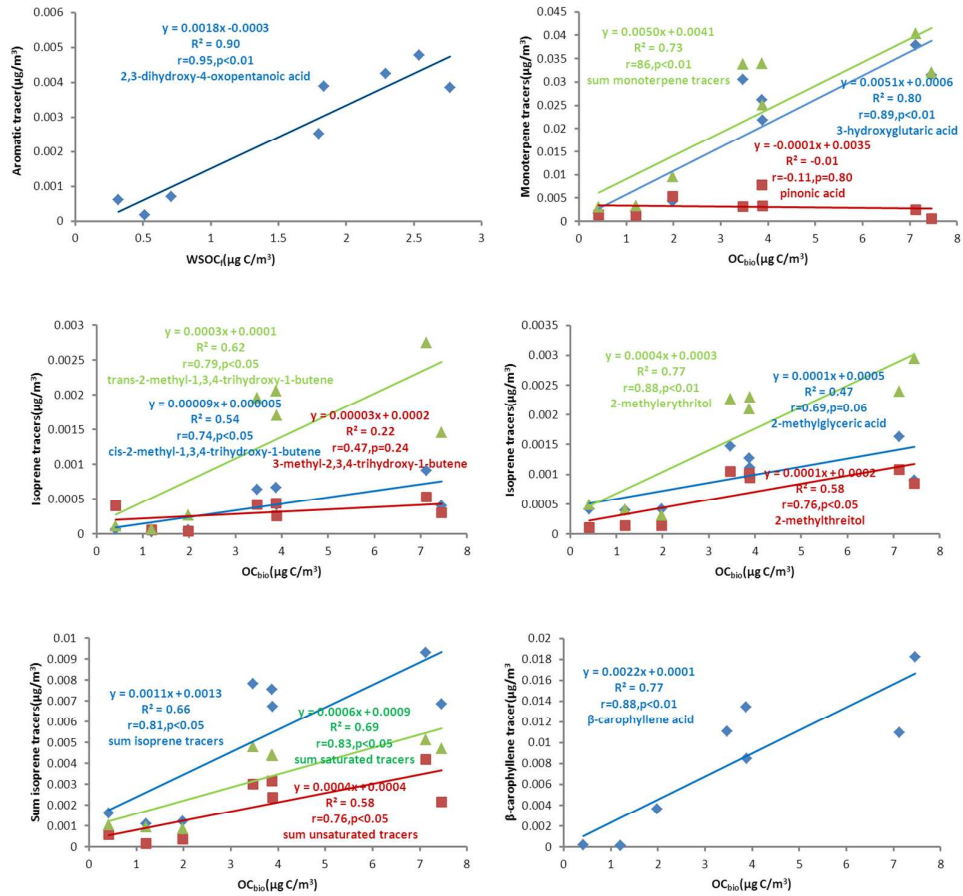 y = 0.0018x -0.0003
R² = 0.90
r=0.95,p<0.01
2,3-dihydroxy-4-oxopentanoic acid
Aromatic tracer(µg/m³)
0.006
0.005
0.004
0.003
0.002
0.001
0
0
0.5
1
1.5
2
2.5
3
WSOCf(µg C/m³)
y = 0.0050x + 0.0041
R² = 0.73
r=86,p<0.01
sum monoterpene tracers
y = 0.0051x + 0.0006
R² = 0.80
r=0.89,p<0.01
3-hydroxyglutaric acid
y = -0.0001x + 0.0035
R² = -0.01
r=-0.11,p=0.80
pinonic acid
Monoterpene tracers(µg/m³)
0.045
0.04
0.035
0.03
0.025
0.02
0.015
0.01
0.005
0
0
1
2
3
4
5
6
7
8
OCbio(µg C/m³)
y = 0.0003x + 0.0001
R² = 0.62
r=0.79,p<0.05
trans-2-methyl-1,3,4-trihydroxy-1-butene
y = 0.00009x + 0.000005
R² = 0.54
r=0.74,p<0.05
cis-2-methyl-1,3,4-trihydroxy-1-butene
y = 0.00003x + 0.0002
R² = 0.22
r=0.47,p=0.24
3-methyl-2,3,4-trihydroxy-1-butene
Isoprene tracers(µg/m³)
0.003
0.0025
0.002
0.0015
0.001
0.0005
0
0
1
2
3
4
5
6
7
8
OCbio(µg C/m³)
y = 0.0004x + 0.0003
R² = 0.77
r=0.88,p<0.01
2-methylerythritol
y = 0.0001x + 0.0005
R² = 0.47
r=0.69,p=0.06
2-methylglyceric acid
y = 0.0001x + 0.0002
R² = 0.58
r=0.76,p<0.05
2-methylthreitol
Isoprene tracers(µg/m³)
0.0035
0.003
0.0025
0.002
0.0015
0.001
0.0005
0
0
1
2
3
4
5
6
7
8
OCbio(µg C/m³)
y = 0.0011x + 0.0013
R² = 0.66
r=0.81,p<0.05
sum isoprene tracers
y = 0.0006x + 0.0009
R² = 0.69
r=0.83,p<0.05
sum saturated tracers
y = 0.0004x + 0.0004
R² = 0.58
r=0.76,p<0.05
sum unsaturated tracers
Sum isoprene tracers(µg/m³)
0.01
0.009
0.008
0.007
0.006
0.005
0.004
0.003
0.002
0.001
0
0
1
2
3
4
5
6
7
8
OCbio(µg C/m³)
y = 0.0022x + 0.0001
R² = 0.77
r=0.88,p<0.01
β-carophyllene acid
β-carophyllene tracer(µg/m³)
0.02
0.018
0.016
0.014
0.012
0.01
0.008
0.006
0.004
0.002
0
0
1
2
3
4
5
6
7
8
OCbio(µg C/m³)